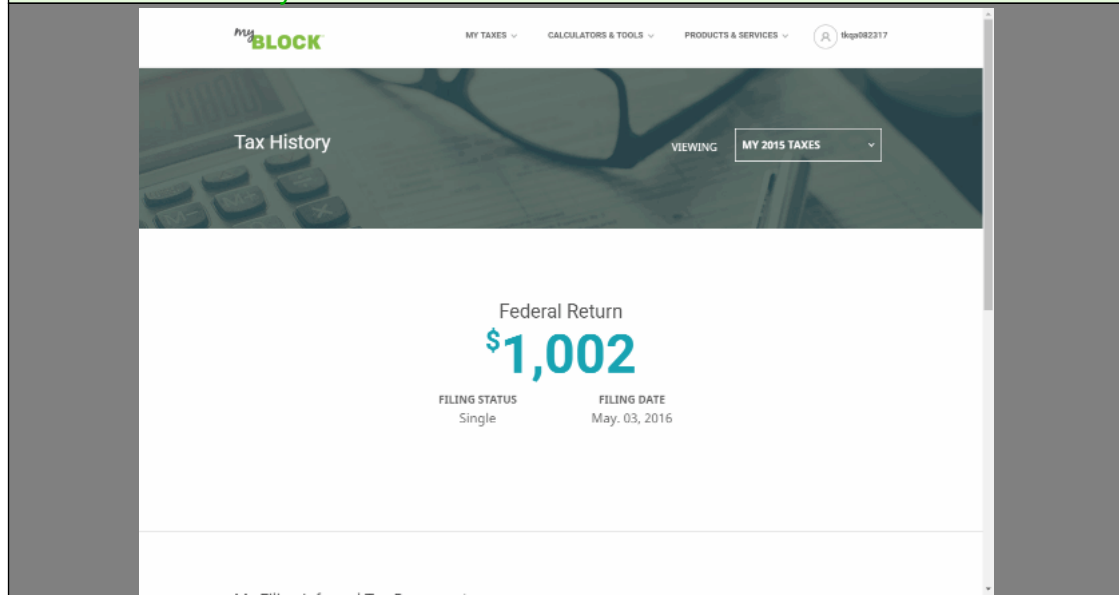 my BLOCK
MY TAXES
CALCULATORS & TOOLS
PRODUCTS & SERVICES
tkqa082317
Tax History
VIEWING
MY 2015 TAXES
Federal Return
$1,002
FILING STATUS
FILING DATE
Single
May. 03, 2016